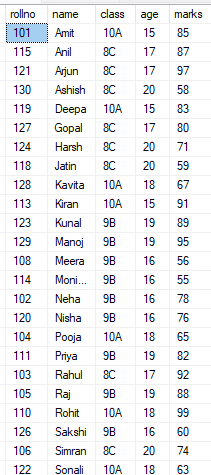 rollno name class age marks
101 Amit 10A 15 85
115 Anil 8C 17 87
121 Arjun 8C 17 97
130 Ashish 8C 20 58
119 Deepa 10A 15 83
127 Gopal 8C 17 80
124 Harsh 8C 20 71
118 Jatin 8C 20 59
128 Kavita 10A 18 67
113 Kiran 10A 15 91
123 Kunal 9B 19 89
129 Manoj 9B 19 95
108 Meera 9B 16 56
114 Moni... 9B 16 55
102 Neha 9B 16 78
120 Nisha 9B 16 76
104 Pooja 10A 18 65
111 Priya 9B 19 82
103 Rahul 8C 17 92
105 Raj 9B 19 88
110 Rohit 10A 18 99
126 Sakshi 9B 16 60
106 Simran 8C 20 74
122 Sonali 10A 18 63